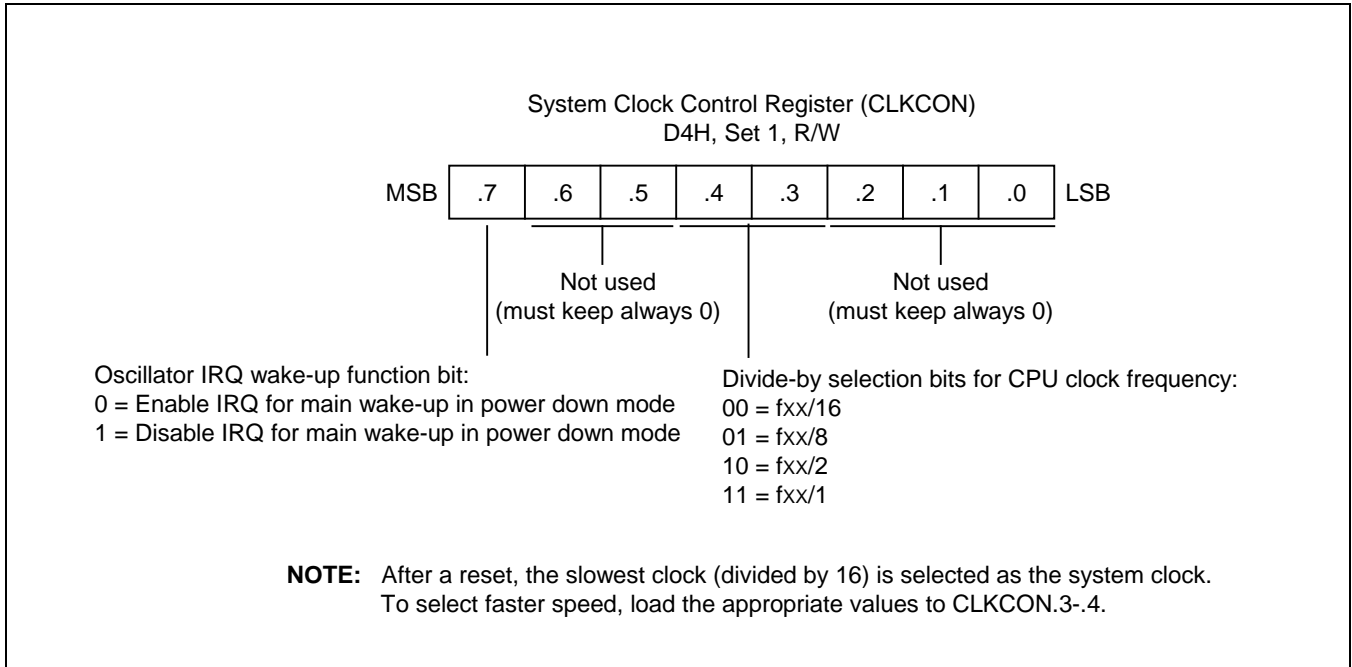 System Clock Control Register (CLKCON)
D4H, Set 1, R/W
MSB .7 .6 .5 .4 .3 .2 .1 .0 LSB
Not used
(must keep always 0)
Not used
(must keep always 0)
Oscillator IRQ wake-up function bit:
0 = Enable IRQ for main wake-up in power down mode
1 = Disable IRQ for main wake-up in power down mode
Divide-by selection bits for CPU clock frequency:
00 = fxx/16
01 = fxx/8
10 = fxx/2
11 = fxx/1
NOTE: After a reset, the slowest clock (divided by 16) is selected as the system clock.
To select faster speed, load the appropriate values to CLKCON.3-.4.